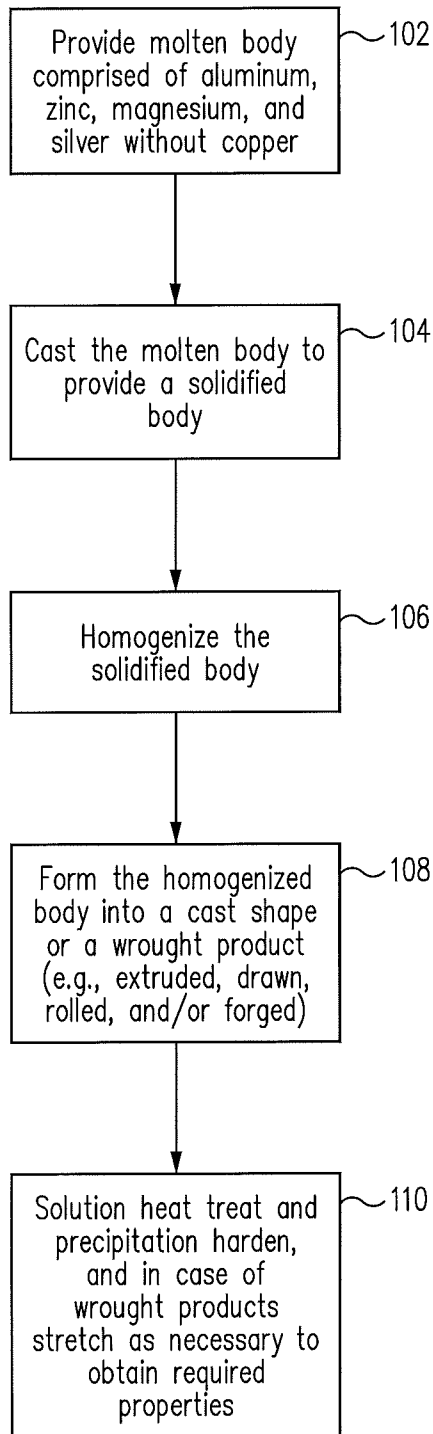 Provide molten body
comprised of aluminum,
zinc, magnesium, and
silver without copper
102
Cast the molten body to
provide a solidified
body
104
Homogenize the
solidified body
106
Form the homogenized
body into a cast shape
or a wrought product
(e.g., extruded, drawn,
rolled, and/or forged)
108
Solution heat treat and
precipitation harden,
and in case of
wrought products
stretch as necessary to
obtain required
properties
110